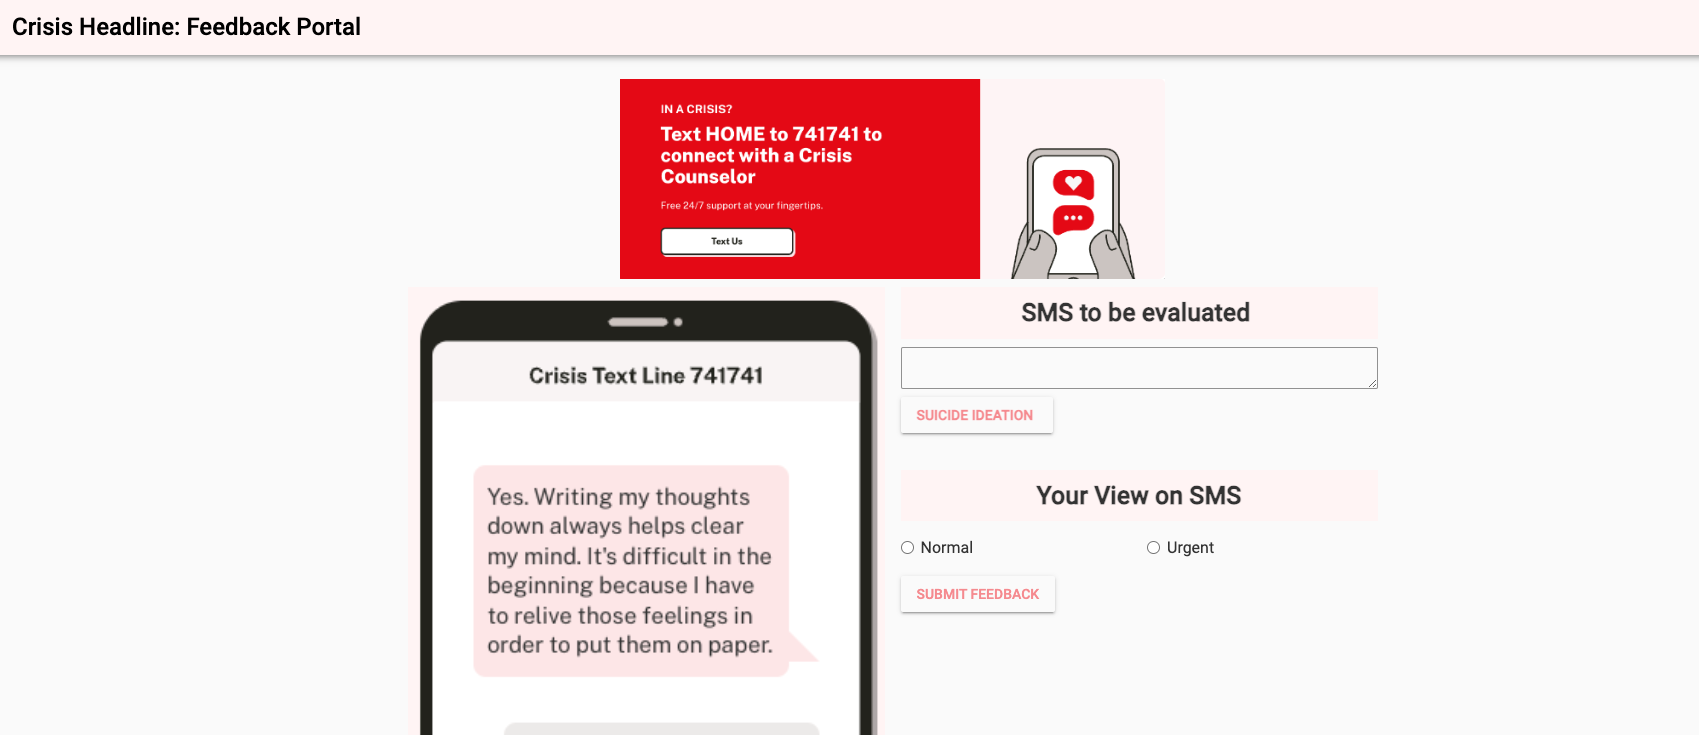 Crisis Headline: Feedback Portal
IN A CRISIS?
Text HOME to 741741 to
connect with a Crisis
Counselor
Free 24/7 support at your fingertips.
Text Us
Crisis Text Line 741741
Yes. Writing my thoughts
down always helps clear
my mind. It's difficult in the
beginning because I have
to relive those feelings in
order to put them on paper.
SMS to be evaluated
SUICIDE IDEATION
Your View on SMS
Normal
Urgent
SUBMIT FEEDBACK